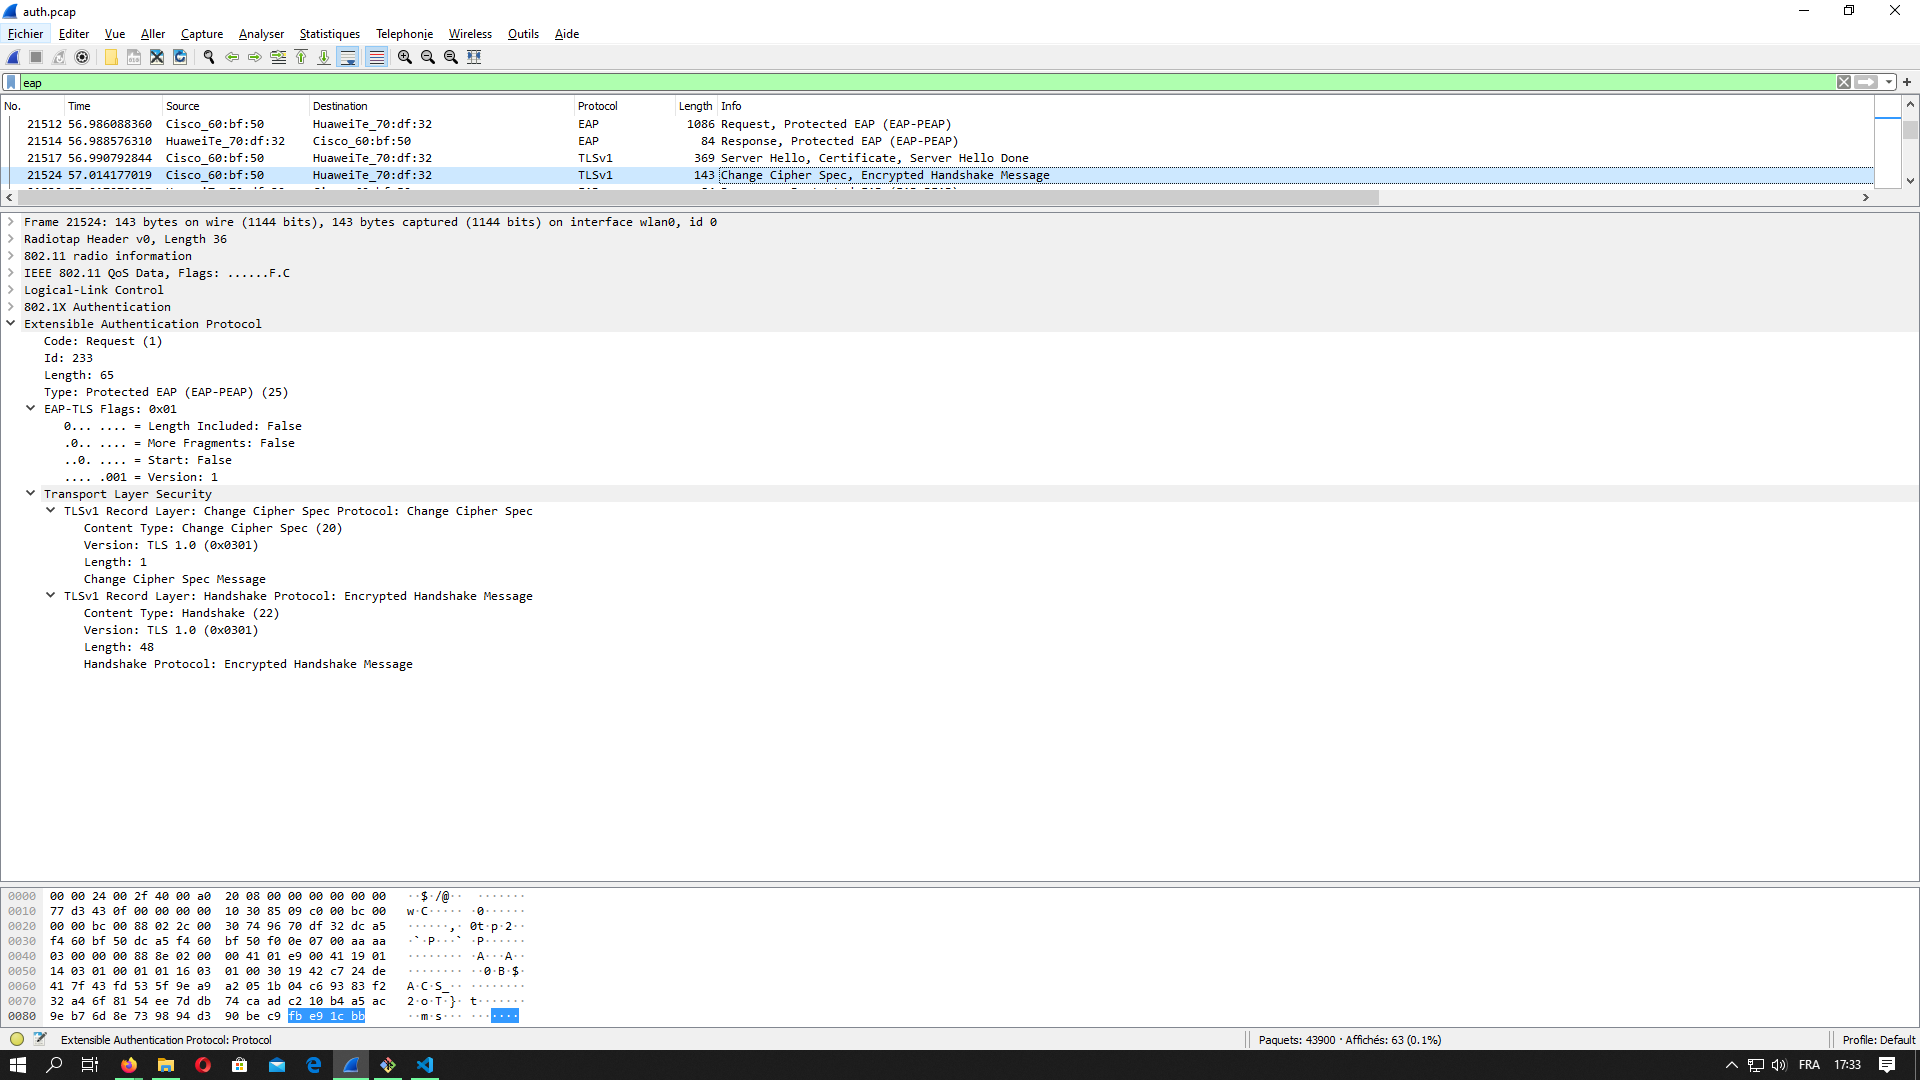 auth.pcap
Fichier Editer Vue Aller Capture Analyser Statistiques Telephonie Wireless Outils Aide
eap
No. Time Source Destination Protocol Length Info
21512 56.986088360 Cisco_60:bf:50 HuaweiTe_70:df:32 EAP 1086 Request, Protected EAP (EAP-PEAP)
21514 56.988576310 HuaweiTe_70:df:32 Cisco_60:bf:50 EAP 84 Response, Protected EAP (EAP-PEAP)
21517 56.990792844 Cisco_60:bf:50 HuaweiTe_70:df:32 TLSv1 369 Server Hello, Certificate, Server Hello Done
21524 57.014177019 Cisco_60:bf:50 HuaweiTe_70:df:32 TLSv1 143 Change Cipher Spec, Encrypted Handshake Message
Frame 21524: 143 bytes on wire (1144 bits), 143 bytes captured (1144 bits) on interface wlan0, id 0
Radiotap Header v0, Length 36
802.11 radio information
IEEE 802.11 QoS Data, Flags: ......F.C
Logical-Link Control
802.1X Authentication
Extensible Authentication Protocol
Code: Request (1)
Id: 233
Length: 65
Type: Protected EAP (EAP-PEAP) (25)
EAP-TLS Flags: 0x01
0... .... = Length Included: False
.0.. .... = More Fragments: False
..0. .... = Start: False
.... .001 = Version: 1
Transport Layer Security
TLSv1 Record Layer: Change Cipher Spec Protocol: Change Cipher Spec
Content Type: Change Cipher Spec (20)
Version: TLS 1.0 (0x0301)
Length: 1
Change Cipher Spec Message
TLSv1 Record Layer: Handshake Protocol: Encrypted Handshake Message
Content Type: Handshake (22)
Version: TLS 1.0 (0x0301)
Length: 48
Handshake Protocol: Encrypted Handshake Message
0000 00 00 24 00 2f 40 00 a0 20 08 00 00 00 00 00 00 ··$·/@·· ·······
0010 77 d3 43 0f 00 00 00 00 10 30 85 09 c0 00 bc 00 w·C····· ·0······
0020 00 00 bc 00 88 02 2c 00 30 74 96 70 df 32 dc a5 ······,· 0t·p·2··
0030 f4 60 bf 50 dc a5 f4 60 bf 50 f0 0e 07 00 aa aa ·`·P···` ·P······
0040 03 00 00 00 88 8e 02 00 00 41 01 e9 00 41 19 01 ········ ·A···A··
0050 14 03 01 00 01 01 16 03 01 00 30 19 42 c7 24 de ········ ··0·B·$·
0060 41 7f 43 fd 53 5f 9e a9 a2 05 1b 04 c6 93 83 f2 A·C·S_·· ········
0070 32 a4 6f 81 54 ee 7d db 74 ca ad c2 10 b4 a5 ac 2·o·T·}· t·······
0080 9e b7 6d 8e 73 98 94 d3 90 be c9 fb e9 1c bb ··m·s··· ·······
Extensible Authentication Protocol: Protocol Paquets: 43900 · Affichés: 63 (0.1%) Profile: Default
FRA 17:33